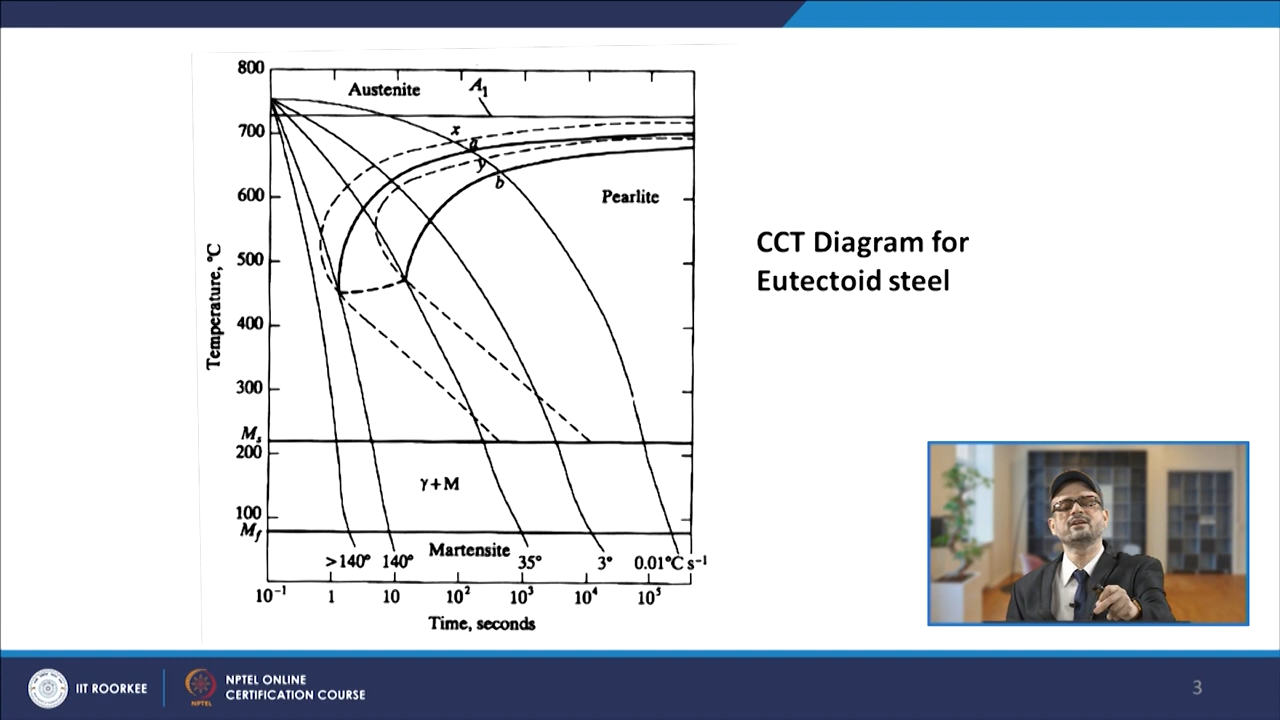 800
Austenite
A₁
700
x
a
y
b
600
Pearlite
500
Temperature, °C
400
300
Mₛ
200
γ+M
100
M_f
Martensite
>140° 140° 35° 3° 0.01°C s⁻¹
10⁻¹ 1 10 10² 10³ 10⁴ 10⁵
Time, seconds
CCT Diagram for
Eutectoid steel
IIT ROORKEE
NPTEL
NPTEL ONLINE
CERTIFICATION COURSE
3